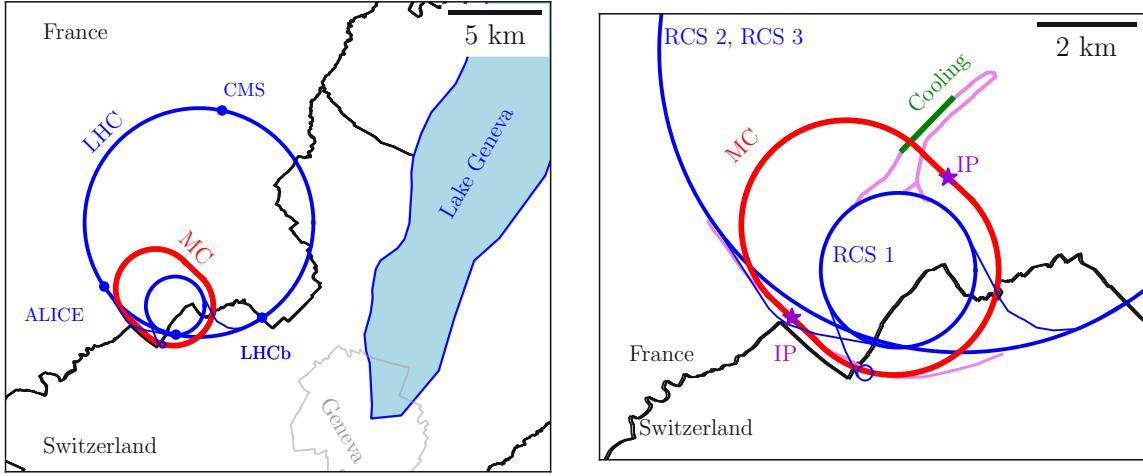 France
5 km
CMS
LHC
Lake Geneva
MC
ALICE
LHCb
Geneva
Switzerland
RCS 2, RCS 3
2 km
Cooling
MC
IP
RCS 1
France
IP
Switzerland